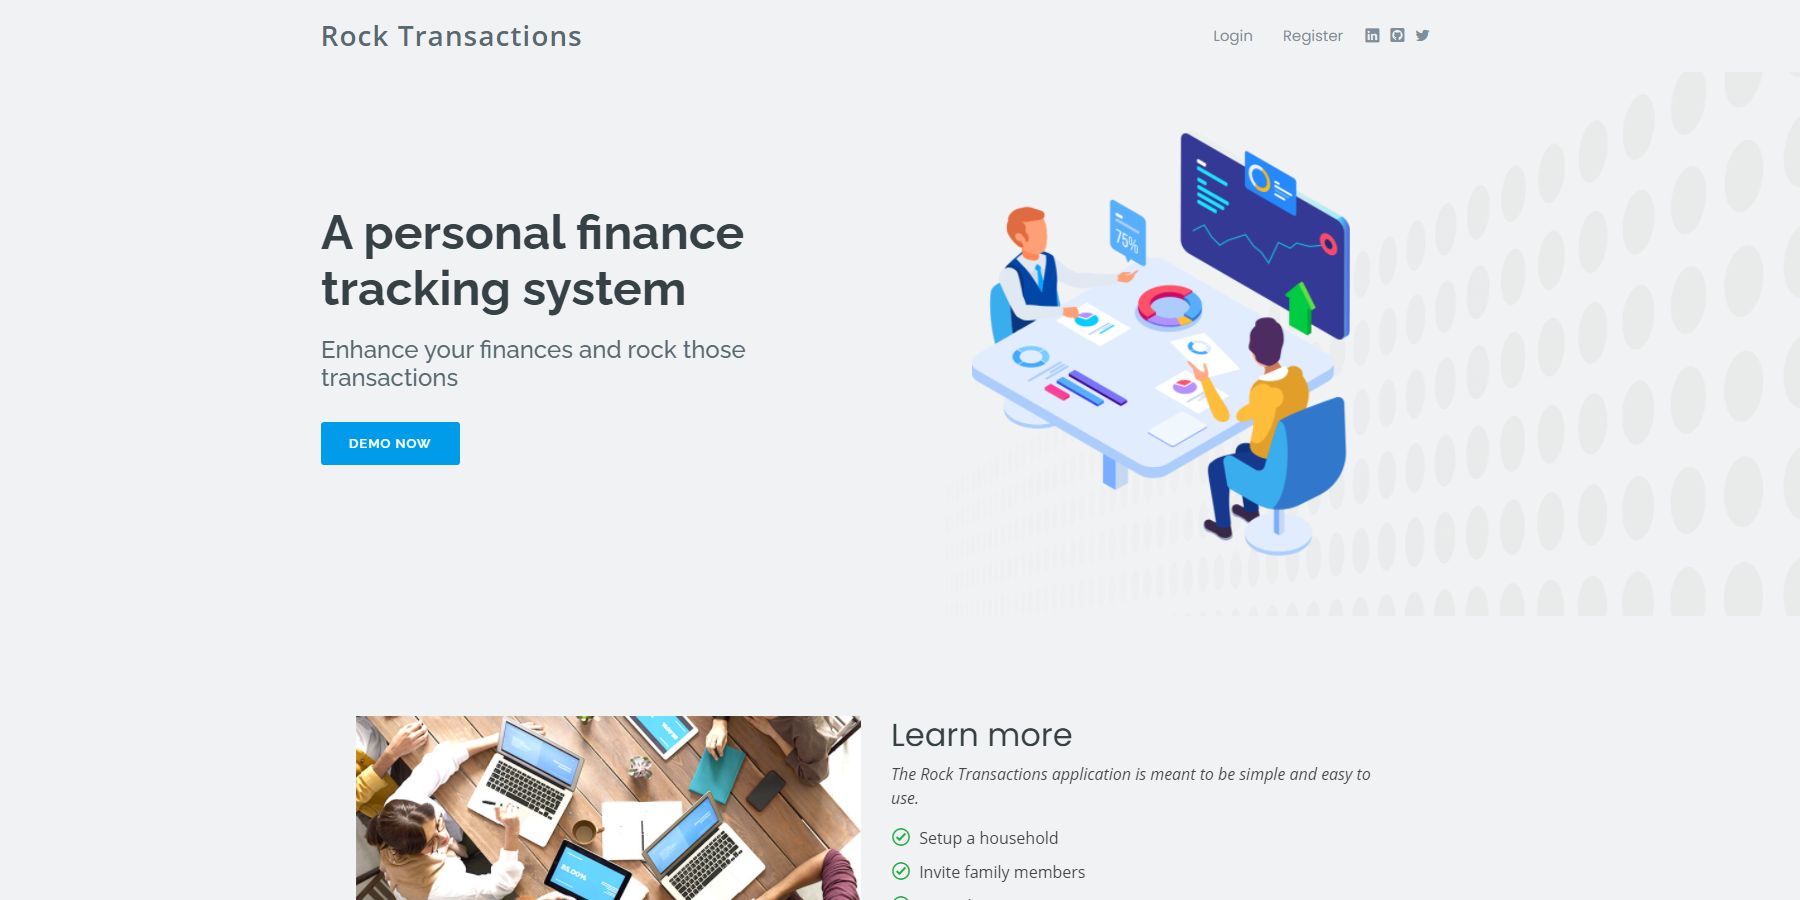 Rock Transactions
Login
Register
A personal finance
tracking system
Enhance your finances and rock those
transactions
DEMO NOW
75%
Learn more
The Rock Transactions application is meant to be simple and easy to
use.
Setup a household
Invite family members